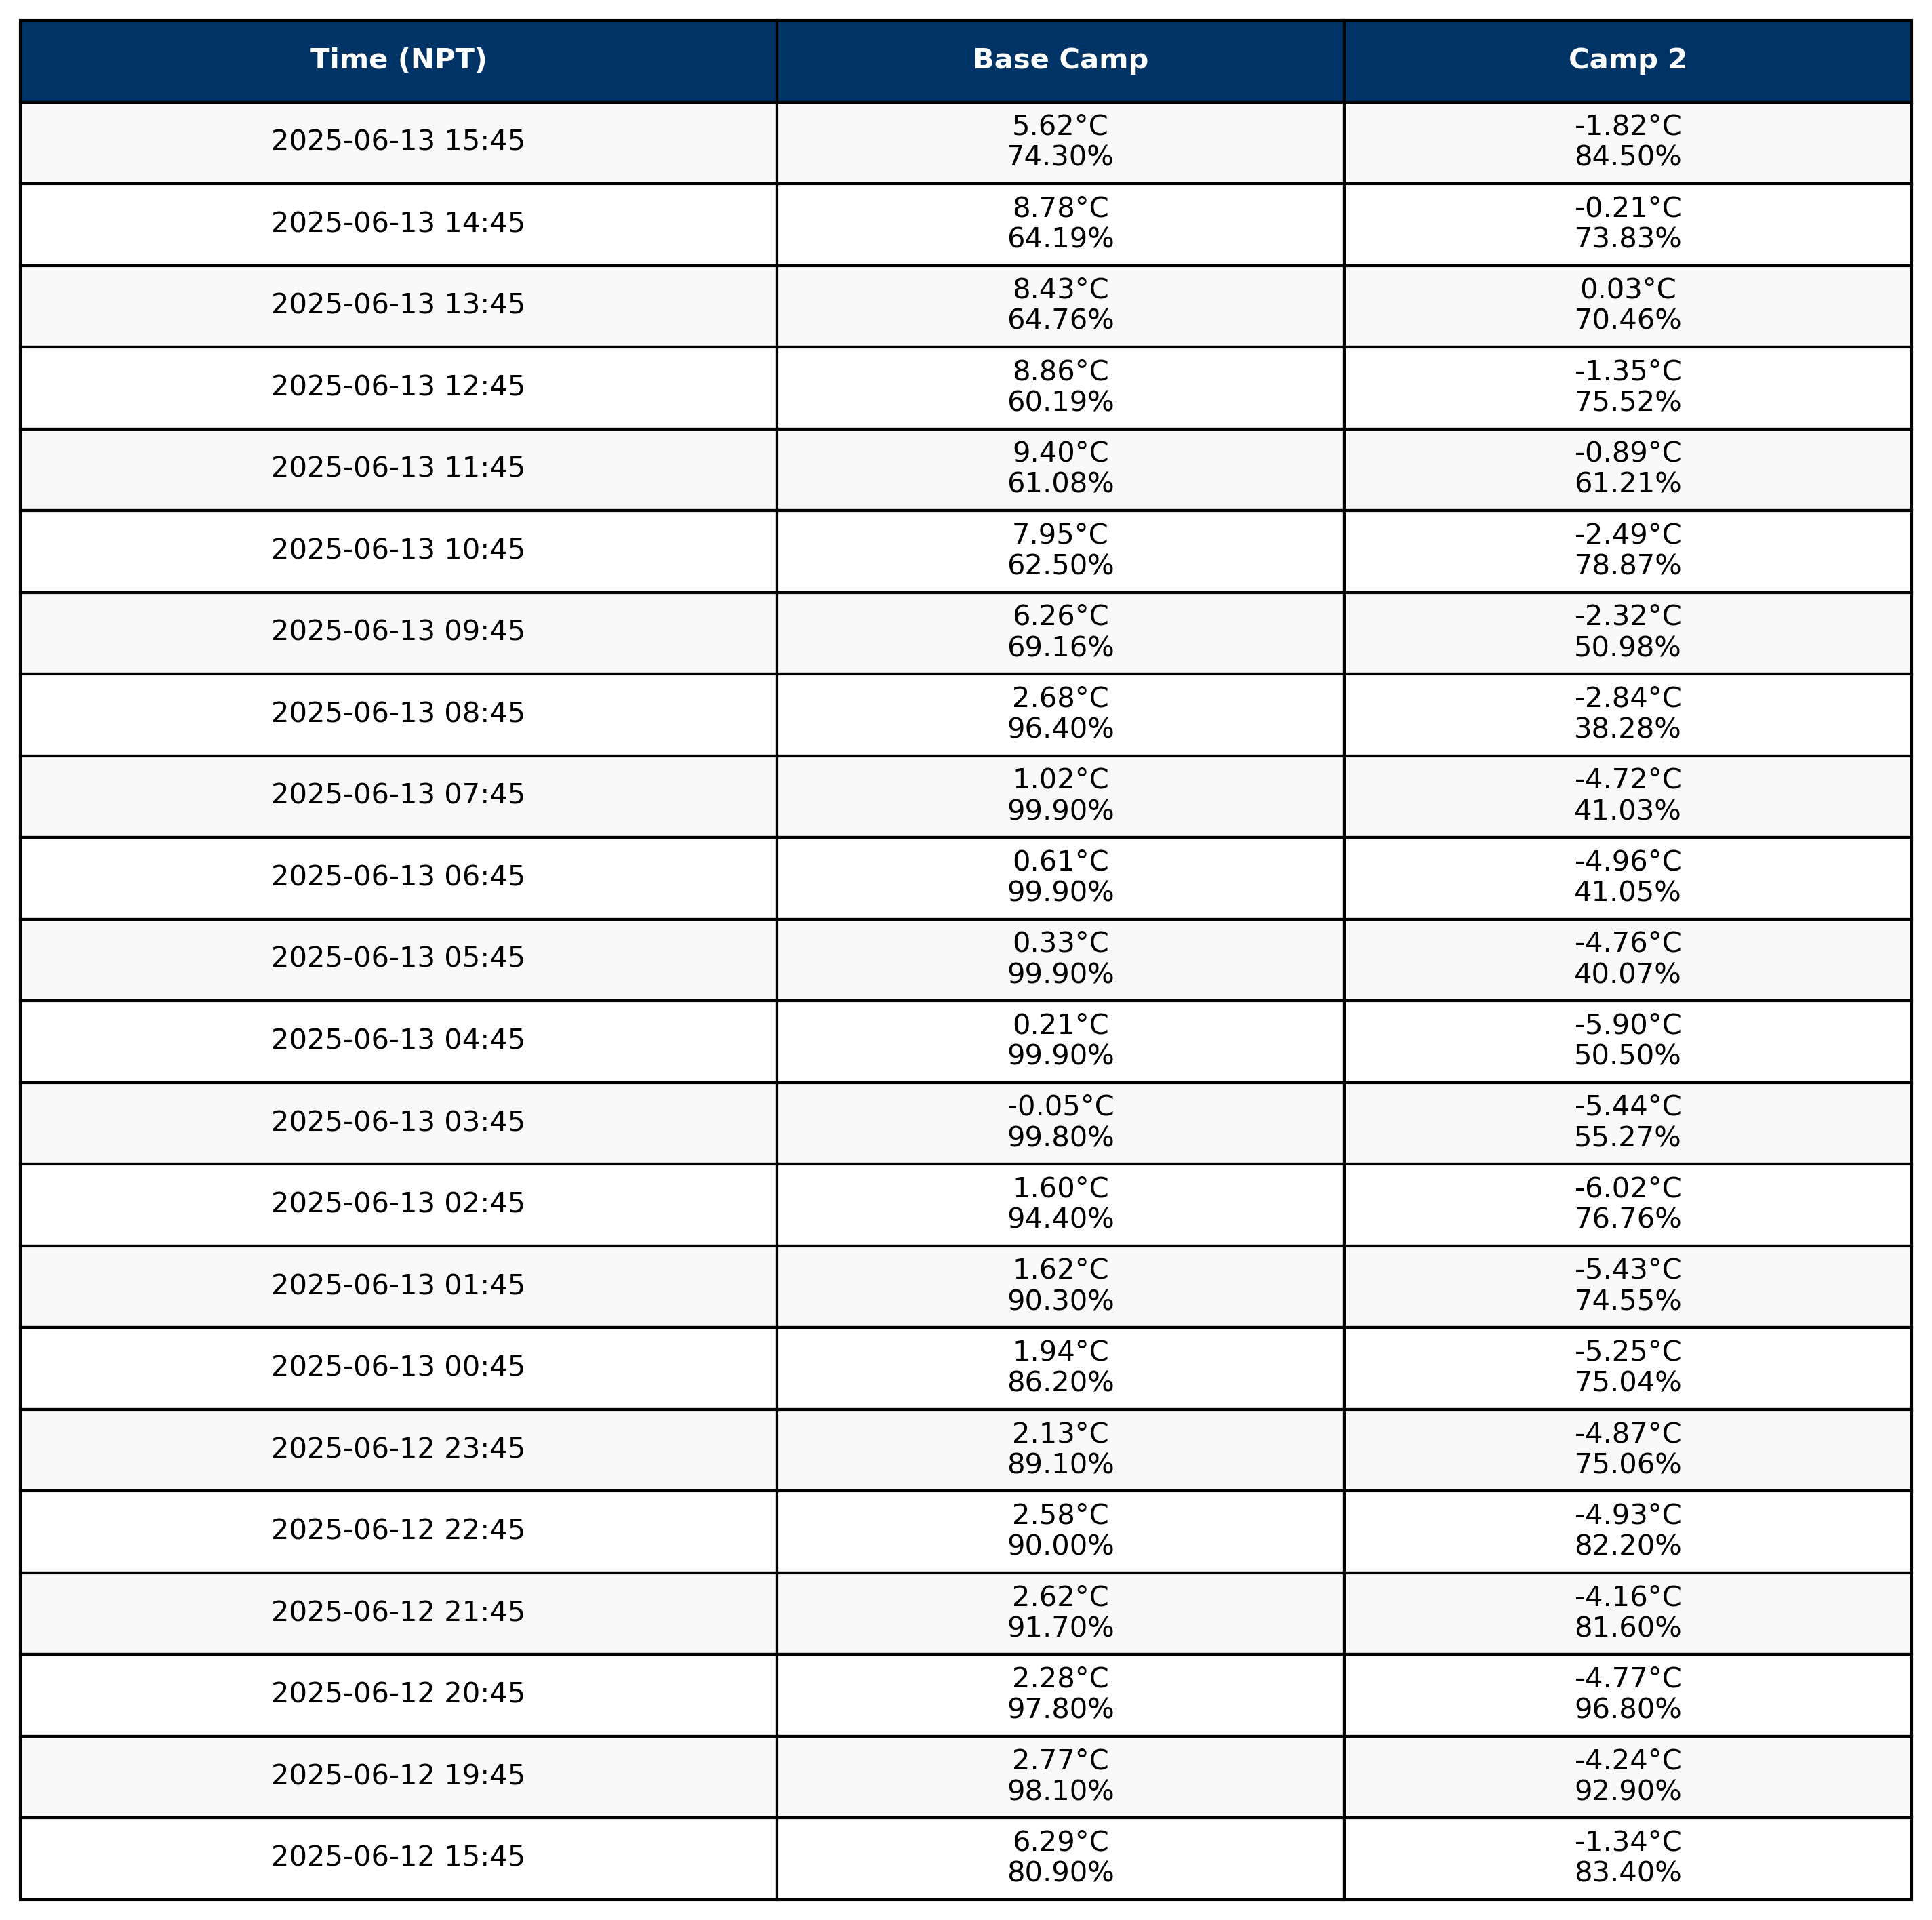 Time (NPT) Base Camp Camp 2
2025-06-13 15:45 5.62°C -1.82°C
74.30% 84.50%
2025-06-13 14:45 8.78°C -0.21°C
64.19% 73.83%
2025-06-13 13:45 8.43°C 0.03°C
64.76% 70.46%
2025-06-13 12:45 8.86°C -1.35°C
60.19% 75.52%
2025-06-13 11:45 9.40°C -0.89°C
61.08% 61.21%
2025-06-13 10:45 7.95°C -2.49°C
62.50% 78.87%
2025-06-13 09:45 6.26°C -2.32°C
69.16% 50.98%
2025-06-13 08:45 2.68°C -2.84°C
96.40% 38.28%
2025-06-13 07:45 1.02°C -4.72°C
99.90% 41.03%
2025-06-13 06:45 0.61°C -4.96°C
99.90% 41.05%
2025-06-13 05:45 0.33°C -4.76°C
99.90% 40.07%
2025-06-13 04:45 0.21°C -5.90°C
99.90% 50.50%
2025-06-13 03:45 -0.05°C -5.44°C
99.80% 55.27%
2025-06-13 02:45 1.60°C -6.02°C
94.40% 76.76%
2025-06-13 01:45 1.62°C -5.43°C
90.30% 74.55%
2025-06-13 00:45 1.94°C -5.25°C
86.20% 75.04%
2025-06-12 23:45 2.13°C -4.87°C
89.10% 75.06%
2025-06-12 22:45 2.58°C -4.93°C
90.00% 82.20%
2025-06-12 21:45 2.62°C -4.16°C
91.70% 81.60%
2025-06-12 20:45 2.28°C -4.77°C
97.80% 96.80%
2025-06-12 19:45 2.77°C -4.24°C
98.10% 92.90%
2025-06-12 15:45 6.29°C -1.34°C
80.90% 83.40%